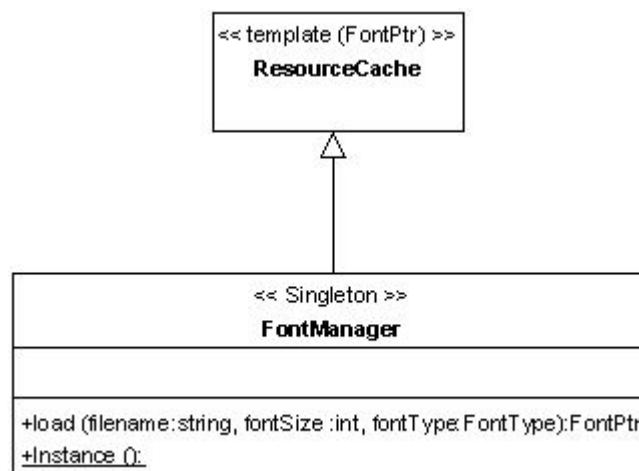 << template (FontPtr) >>
ResourceCache
<< Singleton >>
FontManager
+load (filename:string, fontSize :int, fontType:FontType):FontPtr
+Instance ():